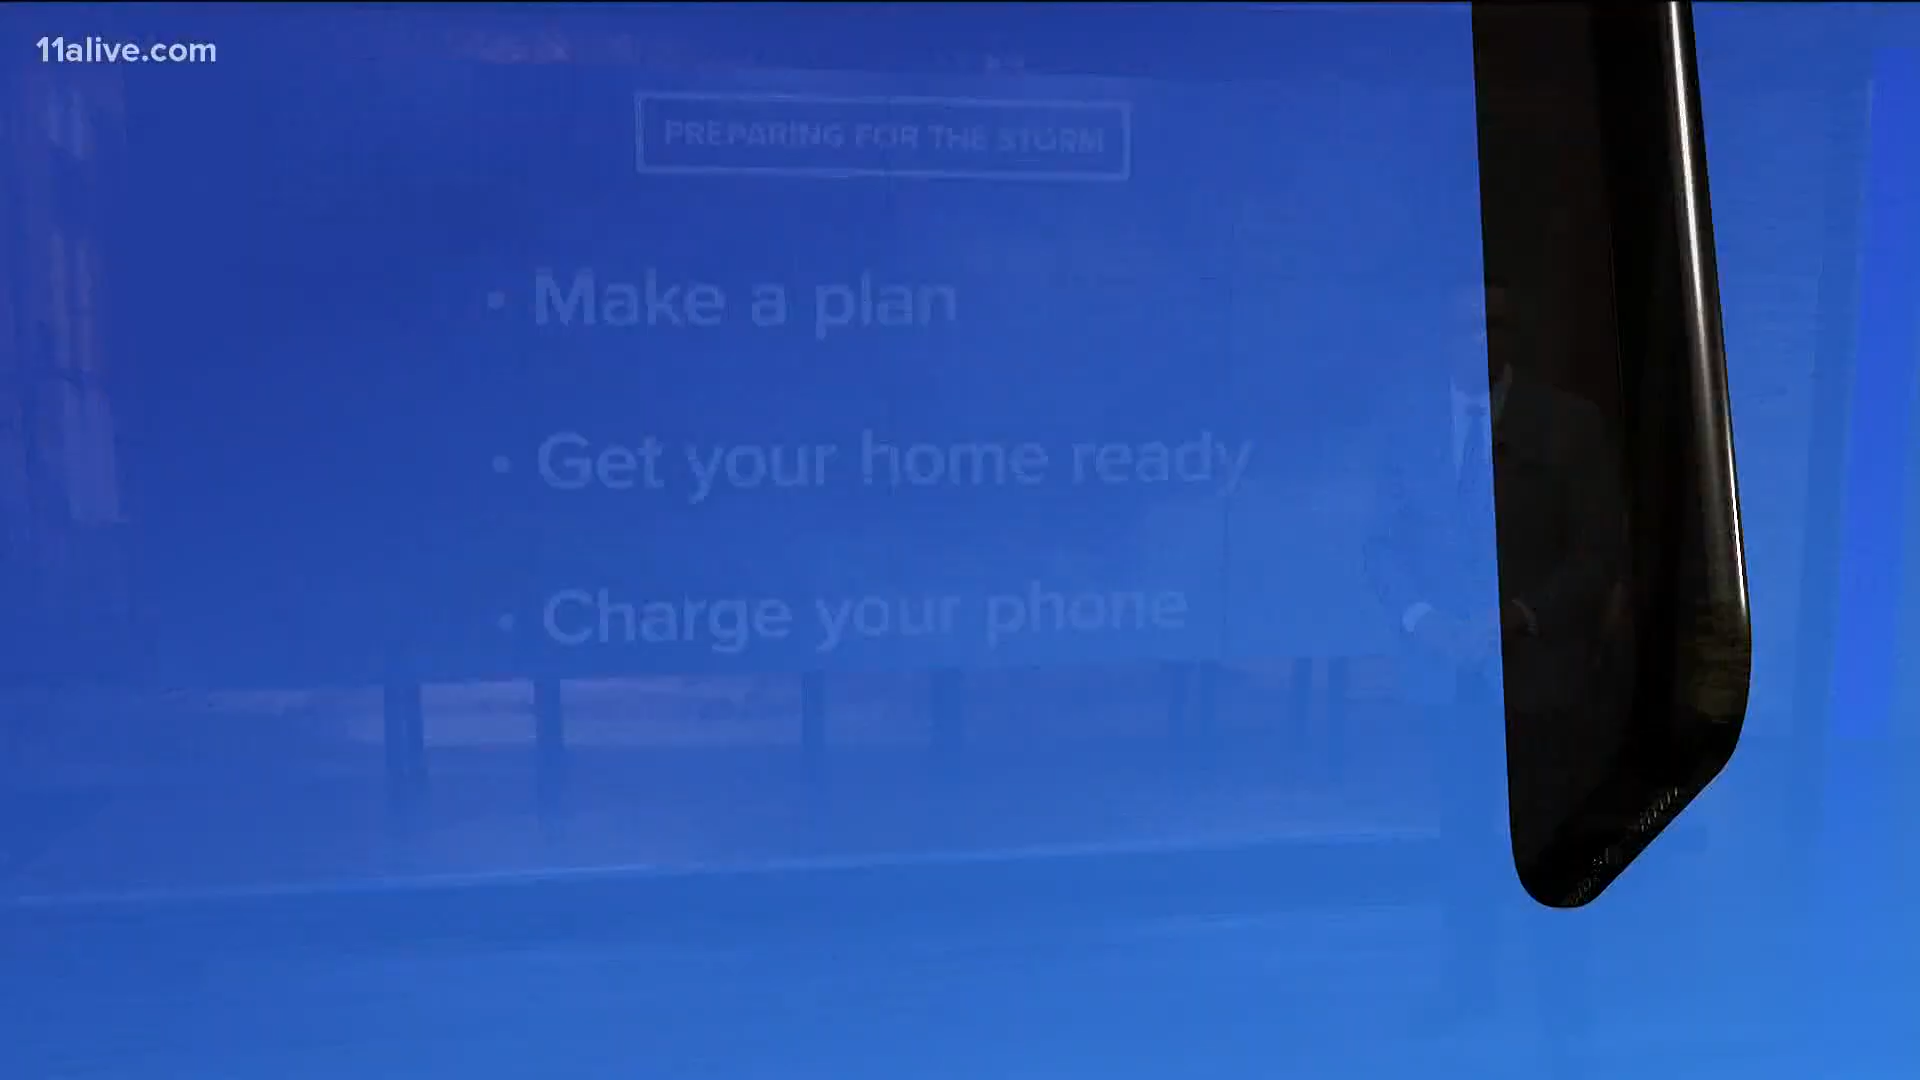 11alive.com
PREPARING FOR THE STORM
• Make a plan
• Get your home ready
• Charge your phone